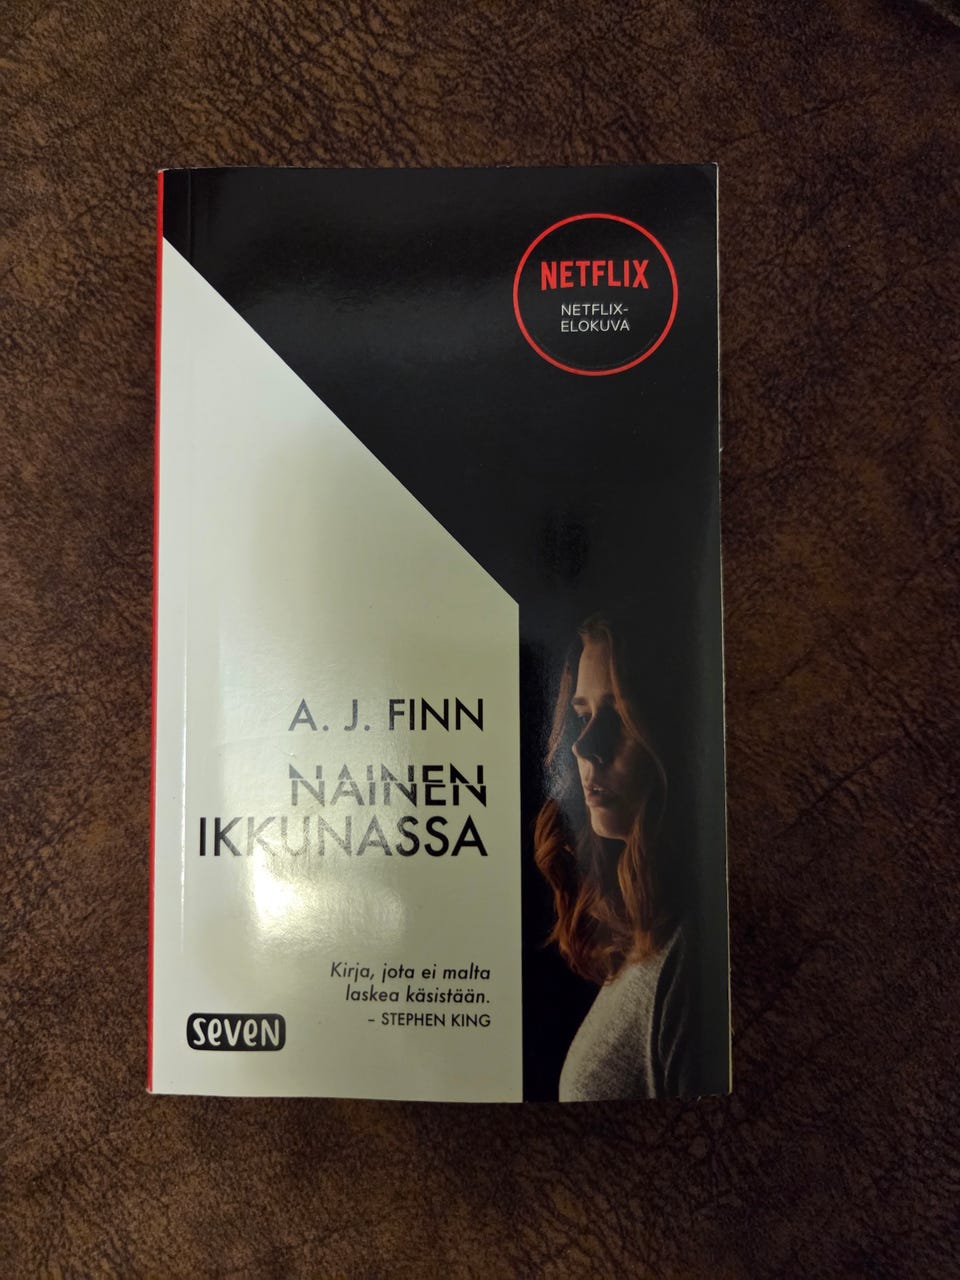 NETFLIX
NETFLIX-
ELOKUVA
A. J. FINN
NAINEN
IKKUNASSA
Kirja, jota ei malta
laskea käsistään.
– STEPHEN KING
seven